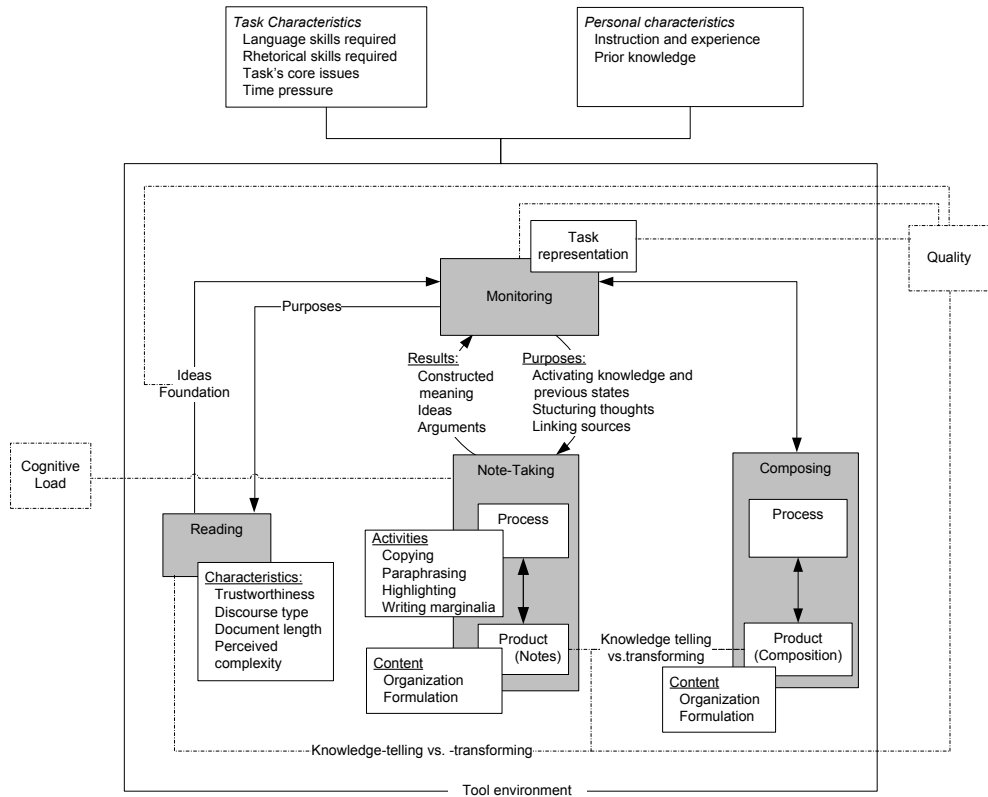 Task Characteristics
Language skills required
Rhetorical skills required
Task's core issues
Time pressure
Personal characteristics
Instruction and experience
Prior knowledge
Task
representation
Quality
Monitoring
Purposes
Results:
Constructed
meaning
Ideas
Arguments
Purposes:
Activating knowledge and
previous states
Stucturing thoughts
Linking sources
Ideas
Foundation
Cognitive
Load
Note-Taking
Composing
Process
Process
Reading
Activities
Copying
Paraphrasing
Highlighting
Writing marginalia
Characteristics:
Trustworthiness
Discourse type
Document length
Perceived
complexity
Product
(Notes)
Knowledge telling
vs.transforming
Product
(Composition)
Content
Organization
Formulation
Content
Organization
Formulation
Knowledge-telling vs. -transforming
Tool environment